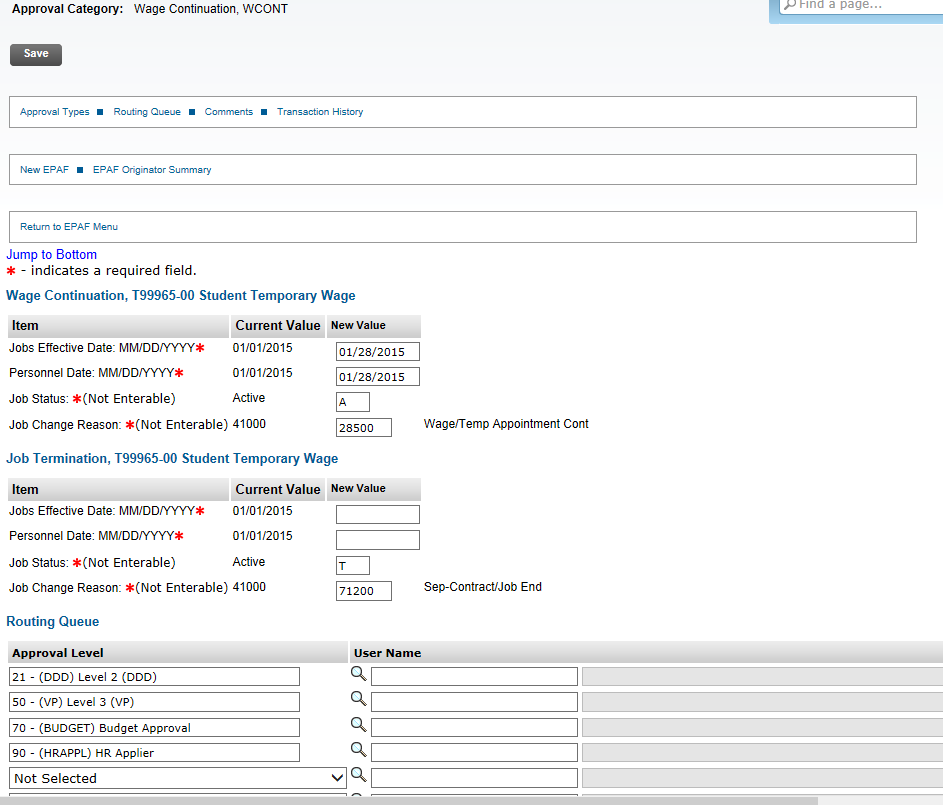 Approval Category: Wage Continuation, WCONT
Find a page...
Save
Approval Types Routing Queue Comments Transaction History
New EPAF EPAF Originator Summary
Return to EPAF Menu
Jump to Bottom
* - indicates a required field.
Wage Continuation, T99965-00 Student Temporary Wage
Item Current Value New Value
Jobs Effective Date: MM/DD/YYYY* 01/01/2015 01/28/2015
Personnel Date: MM/DD/YYYY* 01/01/2015 01/28/2015
Job Status: *(Not Enterable) Active A
Job Change Reason: *(Not Enterable) 41000 28500 Wage/Temp Appointment Cont
Job Termination, T99965-00 Student Temporary Wage
Item Current Value New Value
Jobs Effective Date: MM/DD/YYYY* 01/01/2015
Personnel Date: MM/DD/YYYY* 01/01/2015
Job Status: *(Not Enterable) Active T
Job Change Reason: *(Not Enterable) 41000 71200 Sep-Contract/Job End
Routing Queue
Approval Level User Name
21 - (DDD) Level 2 (DDD)
50 - (VP) Level 3 (VP)
70 - (BUDGET) Budget Approval
90 - (HRAPPL) HR Applier
Not Selected